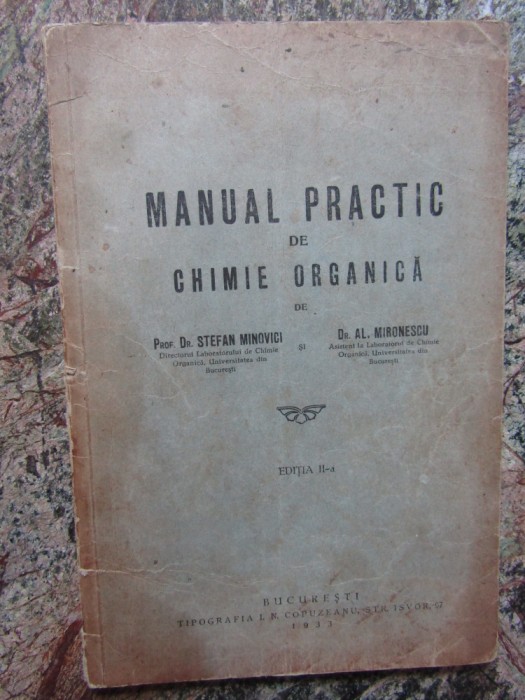 MANUAL PRACTIC
DE
CHIMIE ORGANICĂ
DE
PROF. DR. STEFAN MINOVICI
Directorul Laboratorului de Chimie
Organică, Universitatea din
București
ȘI
DR. AL. MIRONESCU
Asistent la Laboratorul de Chimie
Organică, Universitatea din
București
EDIȚIA II-a
BUCUREȘTI
TIPOGRAFIA I. N. COPUZEANU, STR. ISVOR, 97
1933